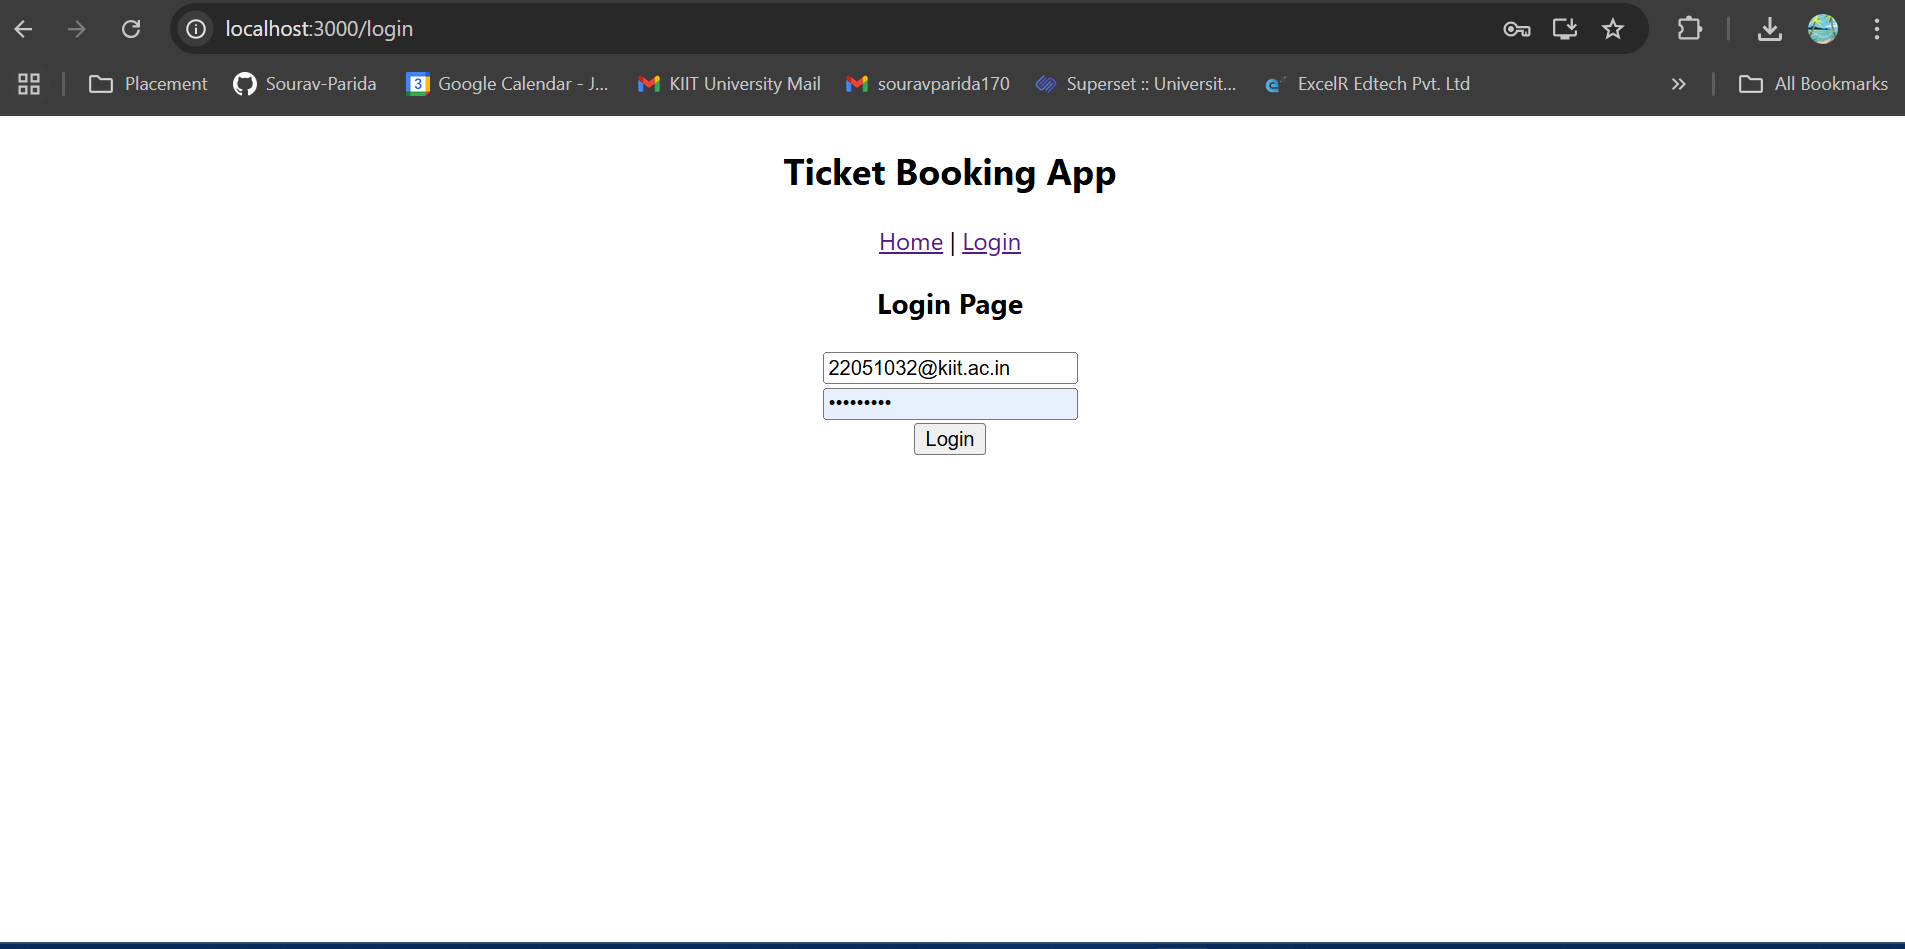 localhost:3000/login
Placement Sourav-Parida Google Calendar - J... KIIT University Mail souravparida170 Superset :: Universit... ExcelR Edtech Pvt. Ltd » All Bookmarks
Ticket Booking App
Home | Login
Login Page
22051032@kiit.ac.in
•••••••••
Login